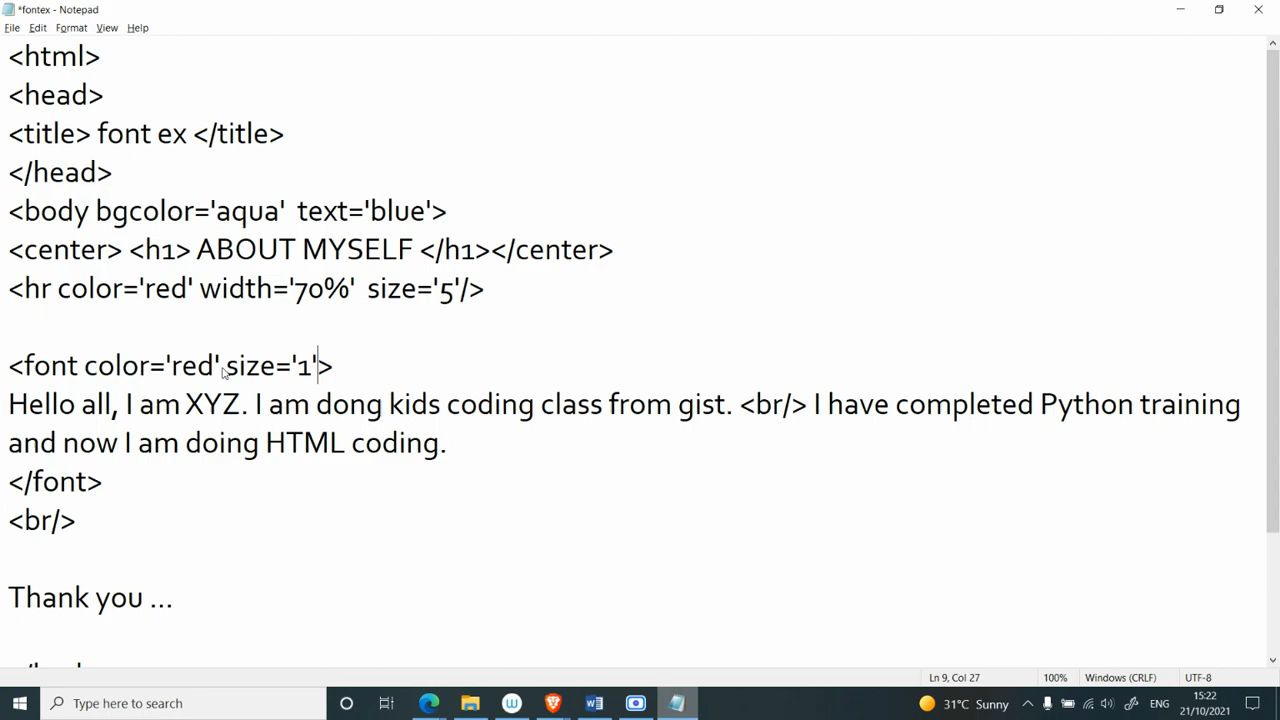 *fontex - Notepad
File Edit Format View Help
<html>
<head>
<title> font ex </title>
</head>
<body bgcolor='aqua'  text='blue'>
<center> <h1> ABOUT MYSELF </h1></center>
<hr color='red' width='70%'  size='5'/>
<font color='red' size='1'>
Hello all, I am XYZ. I am dong kids coding class from gist. <br/> I have completed Python training
and now I am doing HTML coding.
</font>
<br/>
Thank you ...
Ln 9, Col 27 100% Windows (CRLF) UTF-8
Type here to search 31°C Sunny ENG 15:22
21/10/2021